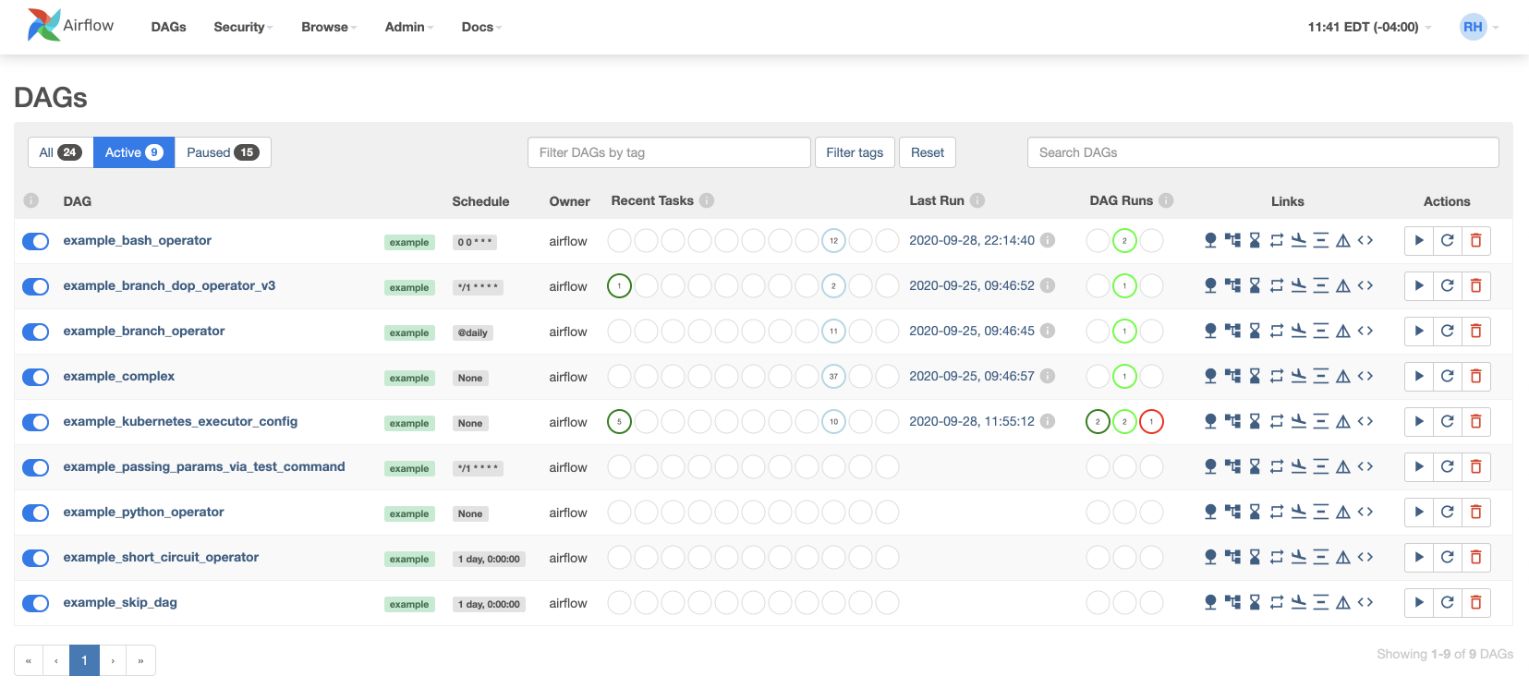 Airflow DAGs Security Browse Admin Docs 11:41 EDT (-04:00) RH
DAGs
All 24 Active 9 Paused 15 Filter DAGs by tag Filter tags Reset Search DAGs
i DAG Schedule Owner Recent Tasks i Last Run i DAG Runs i Links Actions
example_bash_operator example 0 0 * * * airflow 12 2020-09-28, 22:14:40 i 2
example_branch_dop_operator_v3 example */1 * * * * airflow 1 2 2020-09-25, 09:46:52 i 1
example_branch_operator example @daily airflow 11 2020-09-25, 09:46:45 i 1
example_complex example None airflow 37 2020-09-25, 09:46:57 i 1
example_kubernetes_executor_config example None airflow 5 10 2020-09-28, 11:55:12 i 2 2 1
example_passing_params_via_test_command example */1 * * * * airflow
example_python_operator example None airflow
example_short_circuit_operator example 1 day, 0:00:00 airflow
example_skip_dag example 1 day, 0:00:00 airflow
« ‹ 1 › » Showing 1-9 of 9 DAGs